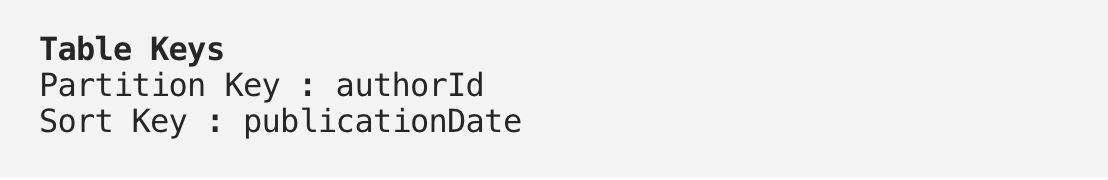 Table Keys
Partition Key : authorId
Sort Key : publicationDate